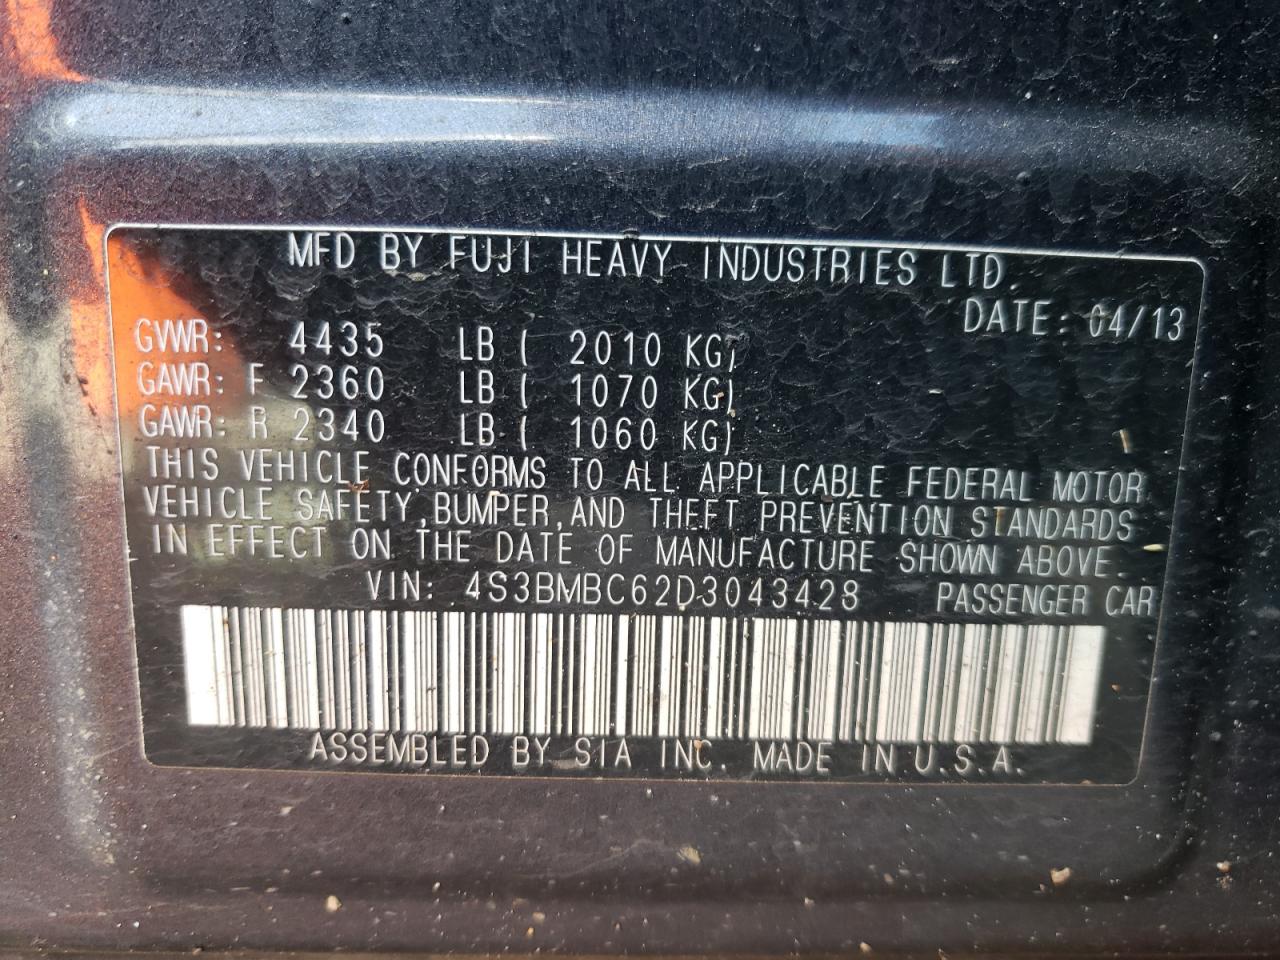 MFD BY FUJI HEAVY INDUSTRIES LTD.
DATE: 04/13
GVWR: 4435 LB ( 2010 KG)
GAWR: F 2360 LB ( 1070 KG)
GAWR: R 2340 LB ( 1060 KG)
THIS VEHICLE CONFORMS TO ALL APPLICABLE FEDERAL MOTOR
VEHICLE SAFETY,BUMPER,AND THEFT PREVENTION STANDARDS
IN EFFECT ON THE DATE OF MANUFACTURE SHOWN ABOVE.
VIN: 4S3BMBC62D3043428 PASSENGER CAR
ASSEMBLED BY SIA INC. MADE IN U.S.A.